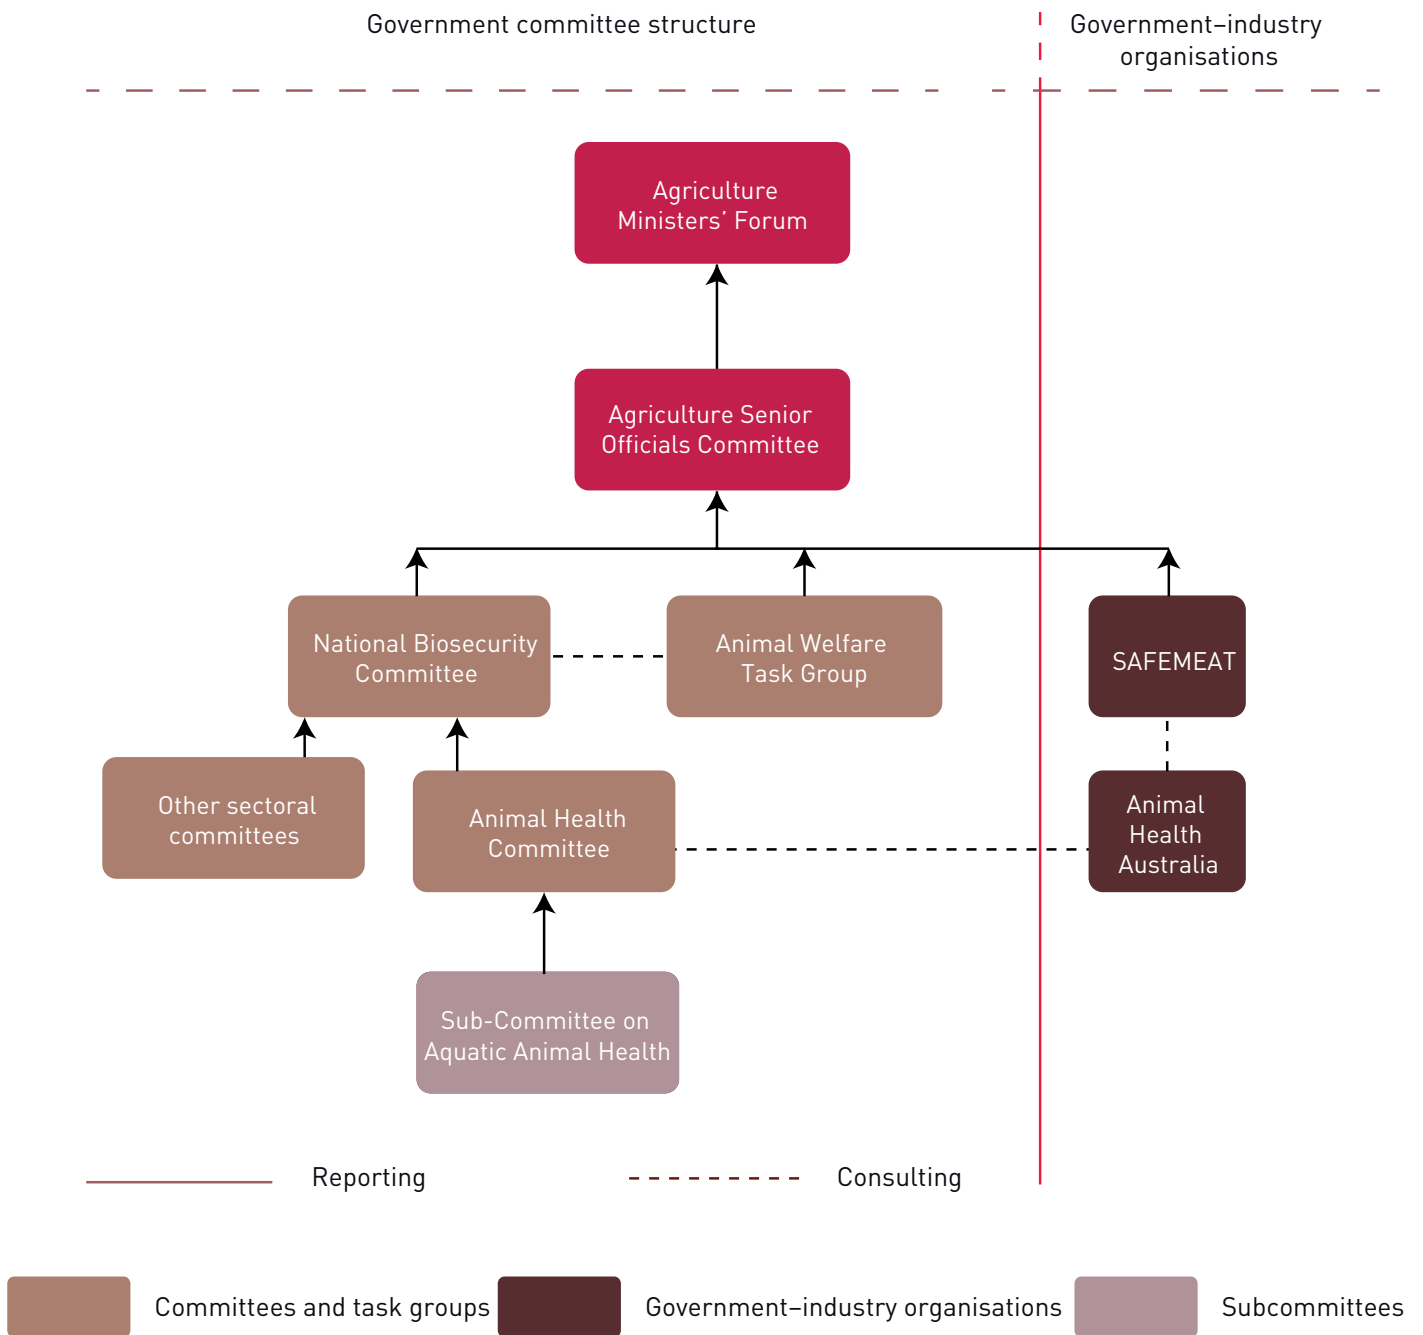 Government committee structure
Government–industry
organisations
Agriculture
Ministers’ Forum
Agriculture Senior
Officials Committee
National Biosecurity
Committee
Animal Welfare
Task Group
SAFEMEAT
Other sectoral
committees
Animal Health
Committee
Animal
Health
Australia
Sub-Committee on
Aquatic Animal Health
Reporting
Consulting
Committees and task groups
Government–industry organisations
Subcommittees